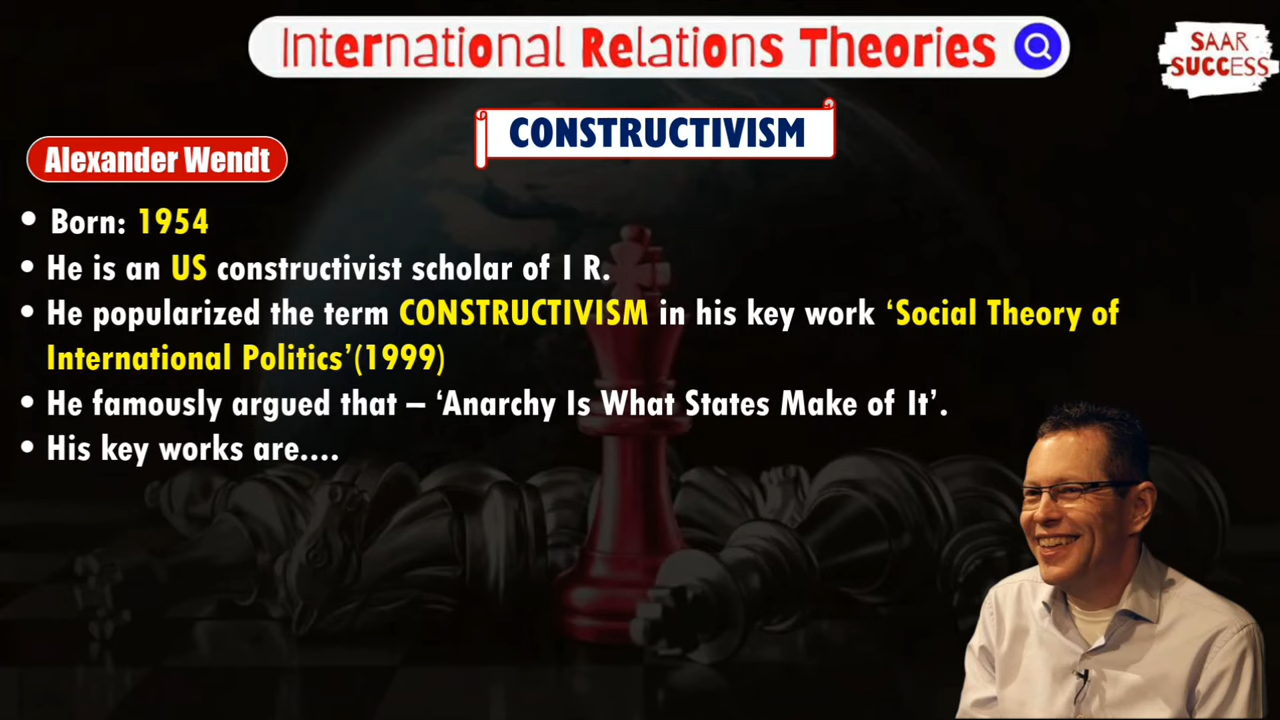 International Relations Theories
SAAR
SUCCESS
CONSTRUCTIVISM
Alexander Wendt
• Born: 1954
• He is an US constructivist scholar of I R.
• He popularized the term CONSTRUCTIVISM in his key work ‘Social Theory of
International Politics’(1999)
• He famously argued that – ‘Anarchy Is What States Make of It’.
• His key works are....